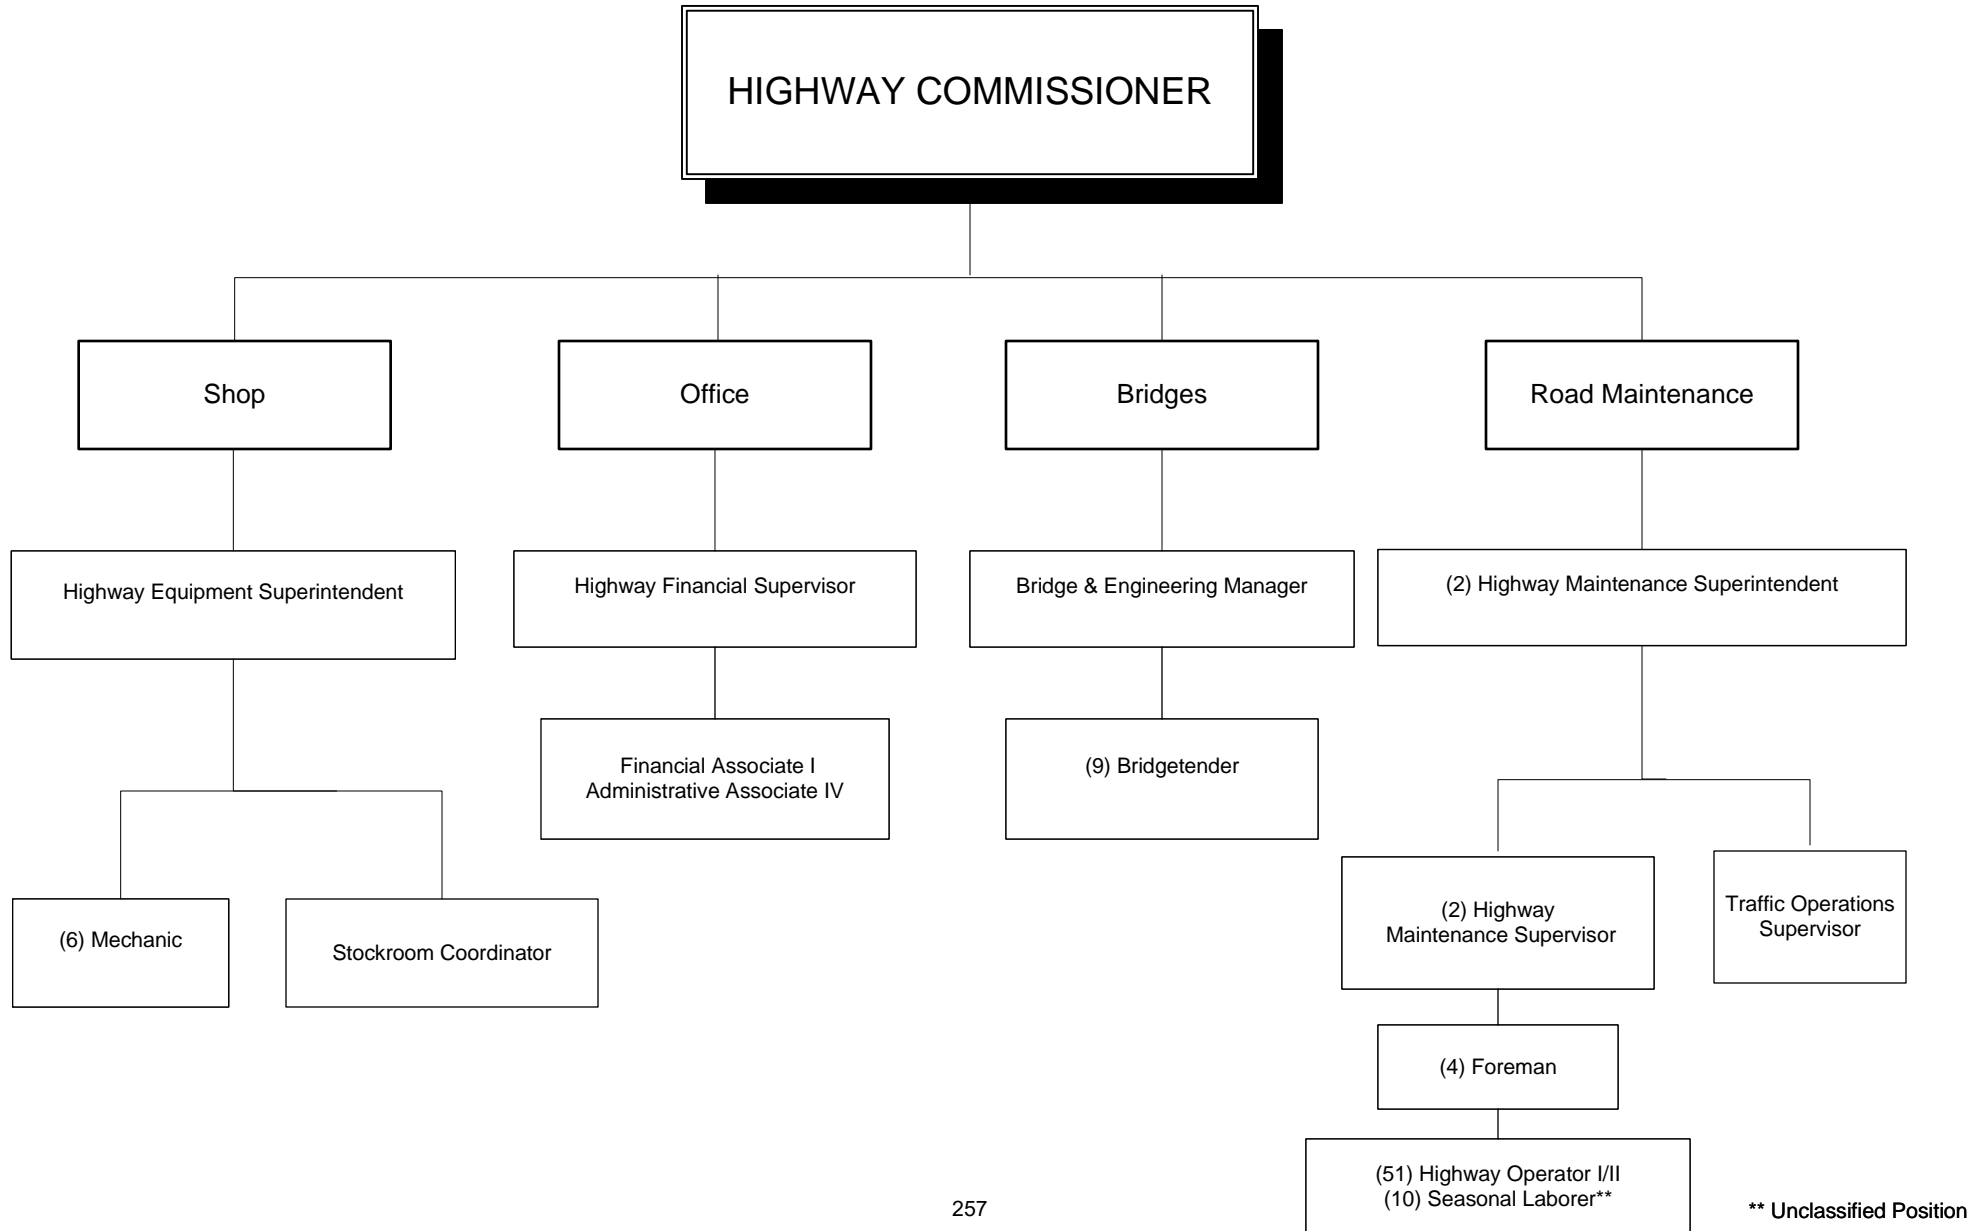 HIGHWAY COMMISSIONER
Shop
Office
Bridges
Road Maintenance
Highway Equipment Superintendent
Highway Financial Supervisor
Bridge & Engineering Manager
(2) Highway Maintenance Superintendent
Financial Associate I
Administrative Associate IV
(9) Bridgetender
(6) Mechanic
Stockroom Coordinator
(2) Highway
Maintenance Supervisor
Traffic Operations
Supervisor
(4) Foreman
(51) Highway Operator I/II
(10) Seasonal Laborer**
257
** Unclassified Position